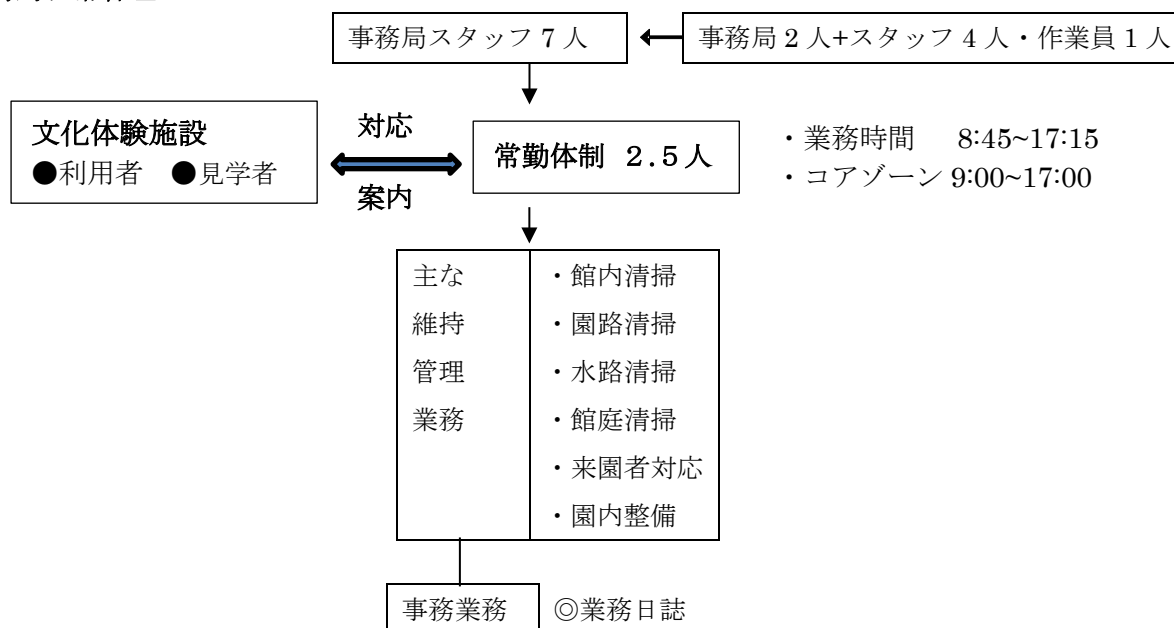 事務局スタッフ 7 人
事務局 2 人+スタッフ 4 人・作業員 1 人
文化体験施設
●利用者 ●見学者
対応
案内
常勤体制 2.5人
・業務時間 8:45~17:15
・コアゾーン 9:00~17:00
主な
維持
管理
業務
・館内清掃
・園路清掃
・水路清掃
・館庭清掃
・来園者対応
・園内整備
事務業務
◎業務日誌